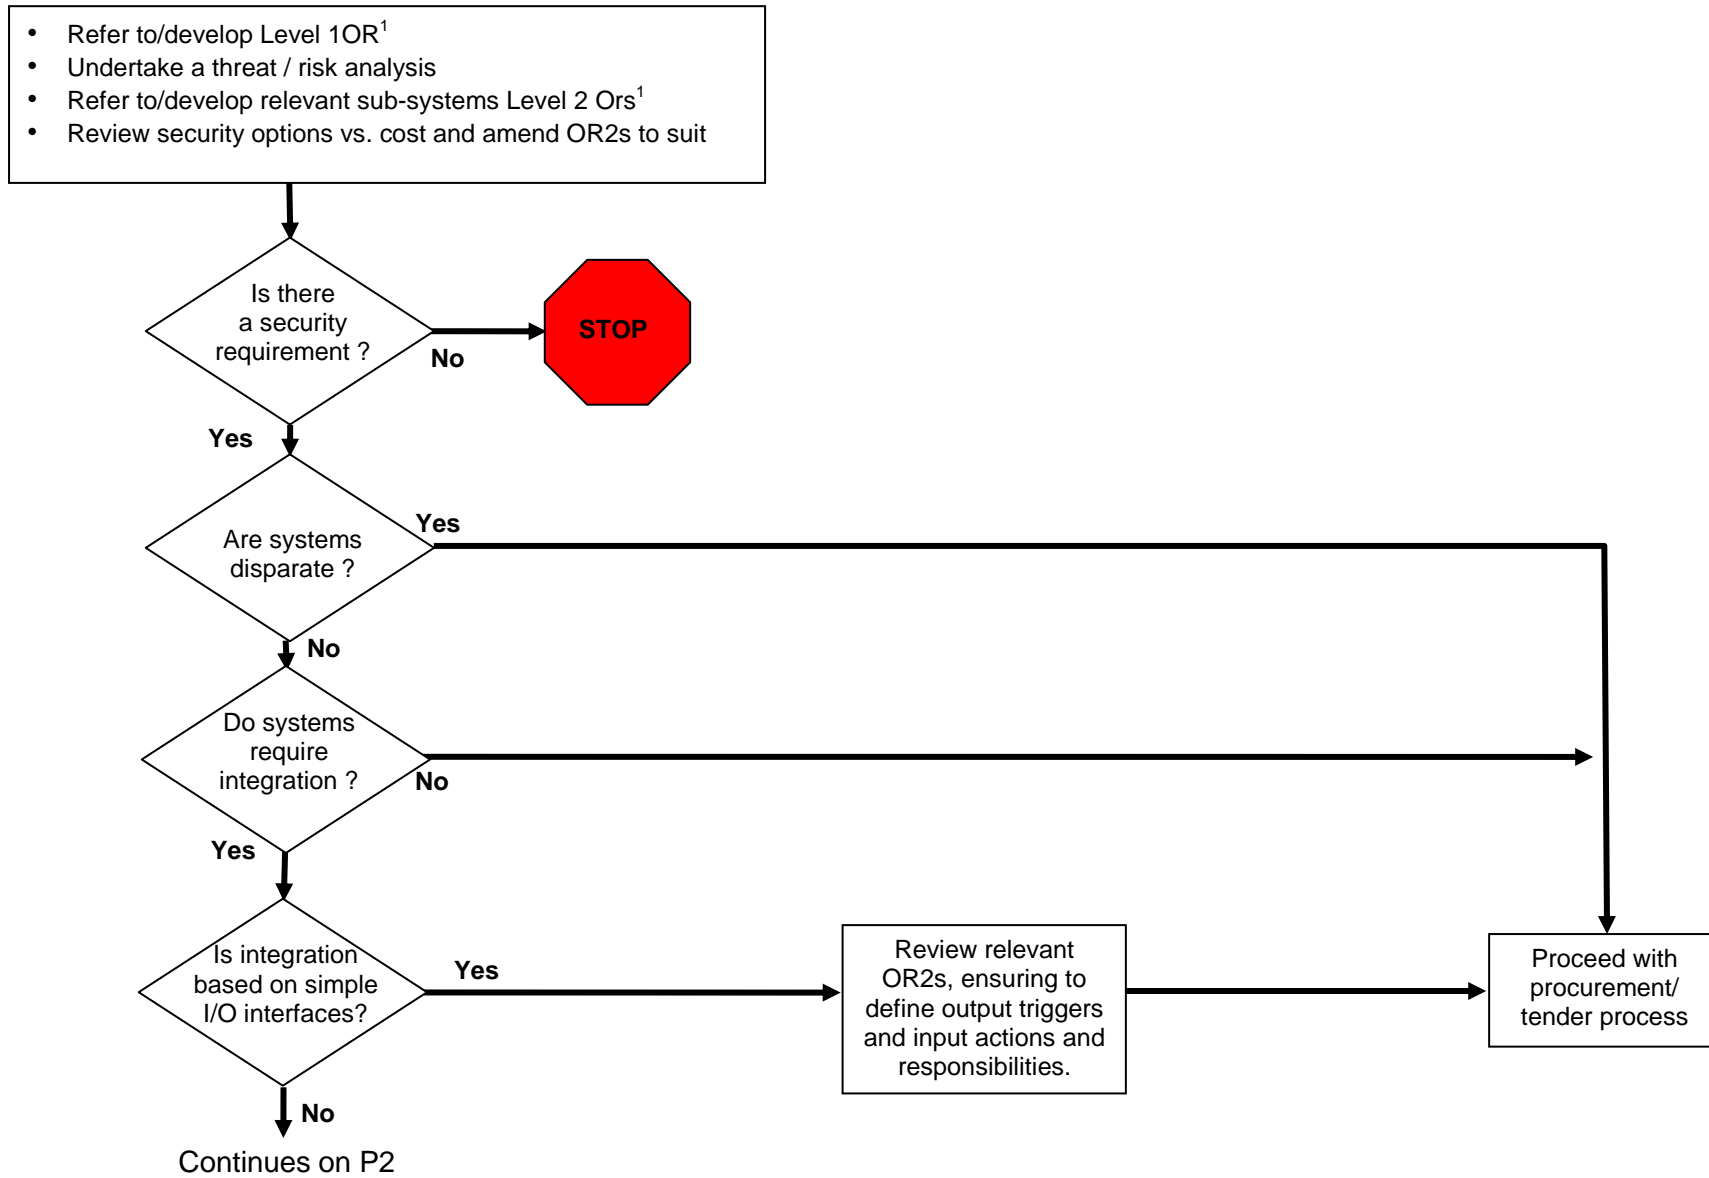 • Refer to/develop Level 1OR¹
• Undertake a threat / risk analysis
• Refer to/develop relevant sub-systems Level 2 Ors¹
• Review security options vs. cost and amend OR2s to suit
Is there
a security
requirement ?
STOP
No
Yes
Are systems
disparate ?
Yes
No
Do systems
require
integration ?
No
Yes
Is integration
based on simple
I/O interfaces?
Yes
Review relevant
OR2s, ensuring to
define output triggers
and input actions and
responsibilities.
Proceed with
procurement/
tender process
No
Continues on P2